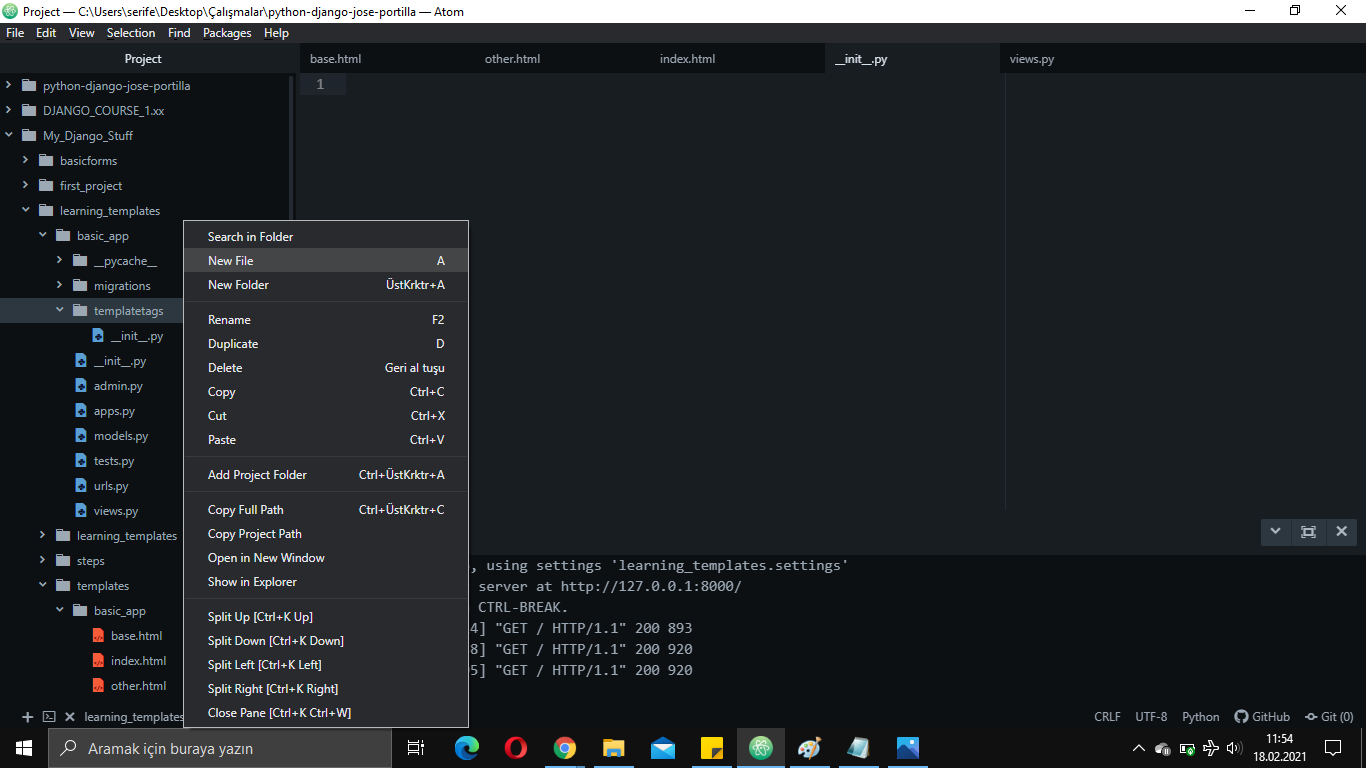 Project — C:\Users\serife\Desktop\Çalışmalar\python-django-jose-portilla — Atom
File Edit View Selection Find Packages Help
Project
base.html other.html index.html __init__.py views.py
1
python-django-jose-portilla
DJANGO_COURSE_1.xx
My_Django_Stuff
basicforms
first_project
learning_templates
basic_app
__pycache__
migrations
templatetags
__init__.py
__init__.py
admin.py
apps.py
models.py
tests.py
urls.py
views.py
learning_templates
steps
templates
basic_app
base.html
index.html
other.html
Search in Folder
New File A
New Folder ÜstKrktr+A
Rename F2
Duplicate D
Delete Geri al tuşu
Copy Ctrl+C
Cut Ctrl+X
Paste Ctrl+V
Add Project Folder Ctrl+ÜstKrktr+A
Copy Full Path Ctrl+ÜstKrktr+C
Copy Project Path
Open in New Window
Show in Explorer
Split Up [Ctrl+K Up]
Split Down [Ctrl+K Down]
Split Left [Ctrl+K Left]
Split Right [Ctrl+K Right]
Close Pane [Ctrl+K Ctrl+W]
, using settings 'learning_templates.settings'
server at http://127.0.0.1:8000/
CTRL-BREAK.
4] "GET / HTTP/1.1" 200 893
8] "GET / HTTP/1.1" 200 920
5] "GET / HTTP/1.1" 200 920
learning_templates
CRLF UTF-8 Python GitHub Git (0)
Aramak için buraya yazın
11:54
18.02.2021